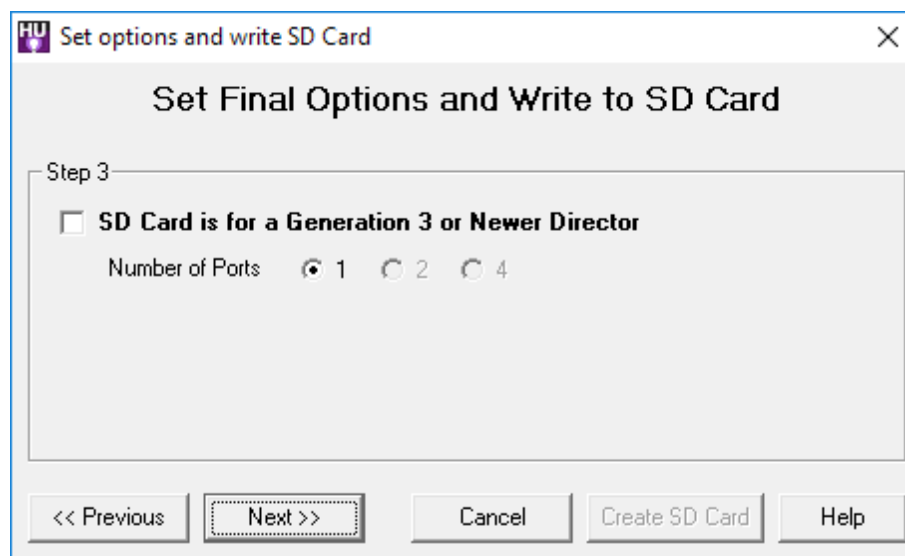 HU Set options and write SD Card
Set Final Options and Write to SD Card
Step 3
SD Card is for a Generation 3 or Newer Director
Number of Ports 1 2 4
<< Previous Next >> Cancel Create SD Card Help